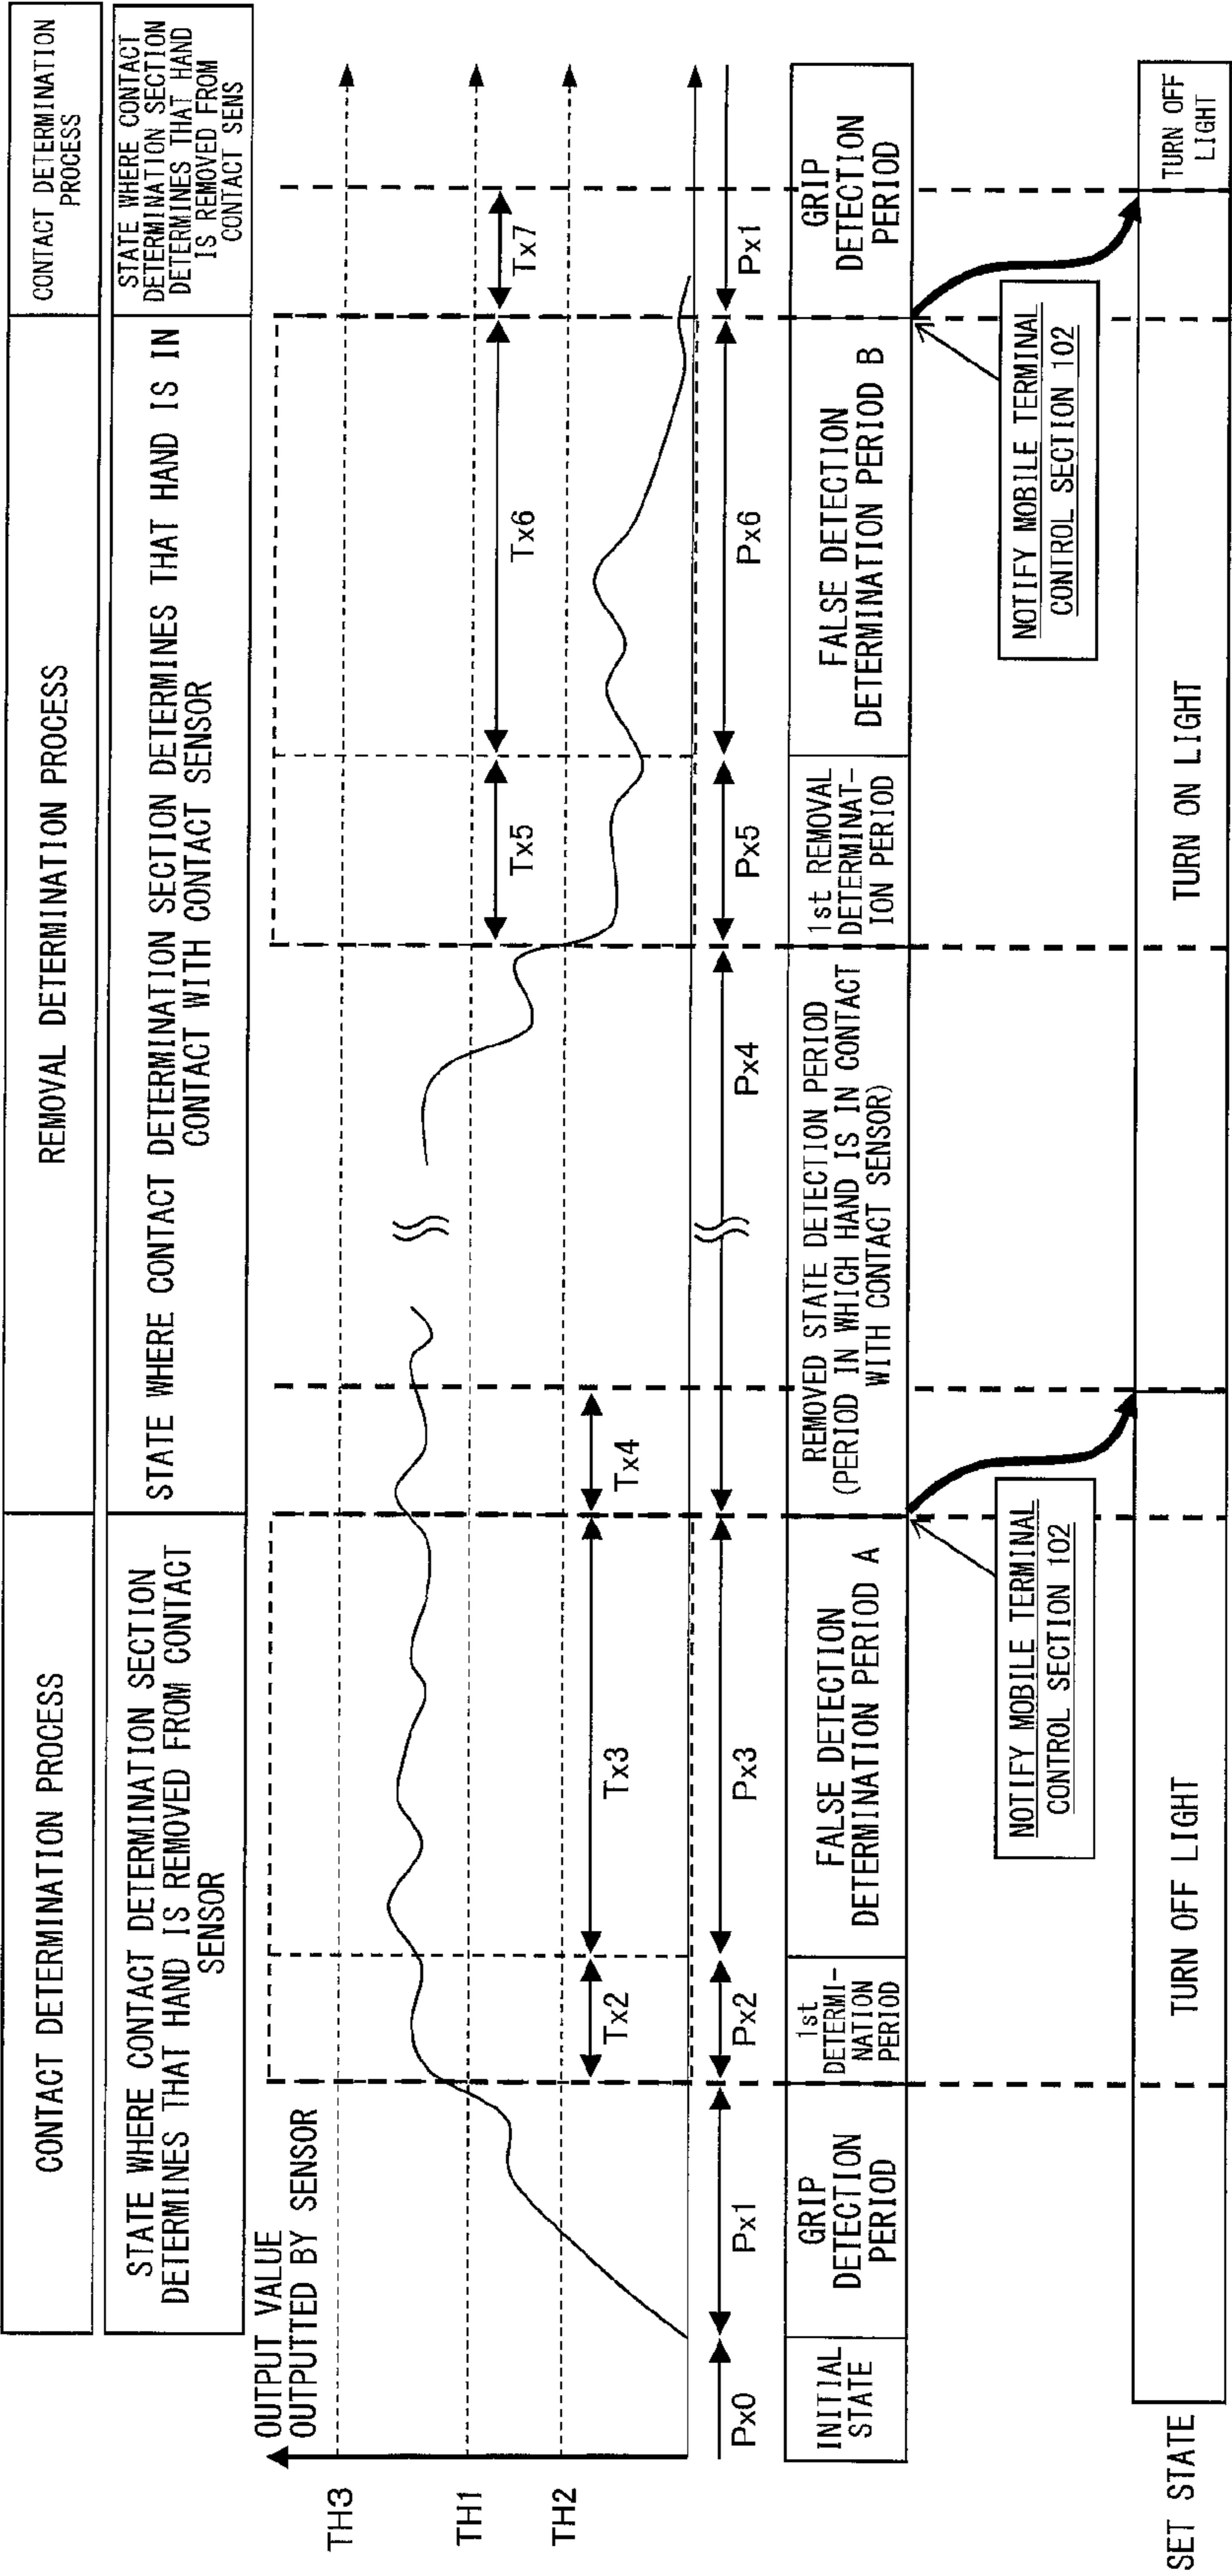 CONTACT DETERMINATION PROCESS
REMOVAL DETERMINATION PROCESS
CONTACT DETERMINATION
PROCESS
STATE WHERE CONTACT DETERMINATION SECTION
DETERMINES THAT HAND IS REMOVED FROM CONTACT
SENSOR
STATE WHERE CONTACT DETERMINATION SECTION DETERMINES THAT HAND IS IN
CONTACT WITH CONTACT SENSOR
STATE WHERE CONTACT
DETERMINATION SECTION
DETERMINES THAT HAND
IS REMOVED FROM
CONTACT SENS
OUTPUT VALUE
OUTPUTTED BY SENSOR
TH3
TH1
TH2
Tx2
Tx3
Tx4
Tx5
Tx6
Tx7
Px0
Px1
Px2
Px3
Px4
Px5
Px6
Px1
INITIAL
STATE
GRIP
DETECTION
PERIOD
1st
DETERMI-
NATION
PERIOD
FALSE DETECTION
DETERMINATION PERIOD A
REMOVED STATE DETECTION PERIOD
(PERIOD IN WHICH HAND IS IN CONTACT
WITH CONTACT SENSOR)
1st REMOVAL
DETERMINAT-
ION PERIOD
FALSE DETECTION
DETERMINATION PERIOD B
GRIP
DETECTION
PERIOD
NOTIFY MOBILE TERMINAL
CONTROL SECTION 102
NOTIFY MOBILE TERMINAL
CONTROL SECTION 102
SET STATE
TURN OFF LIGHT
TURN ON LIGHT
TURN OFF
LIGHT